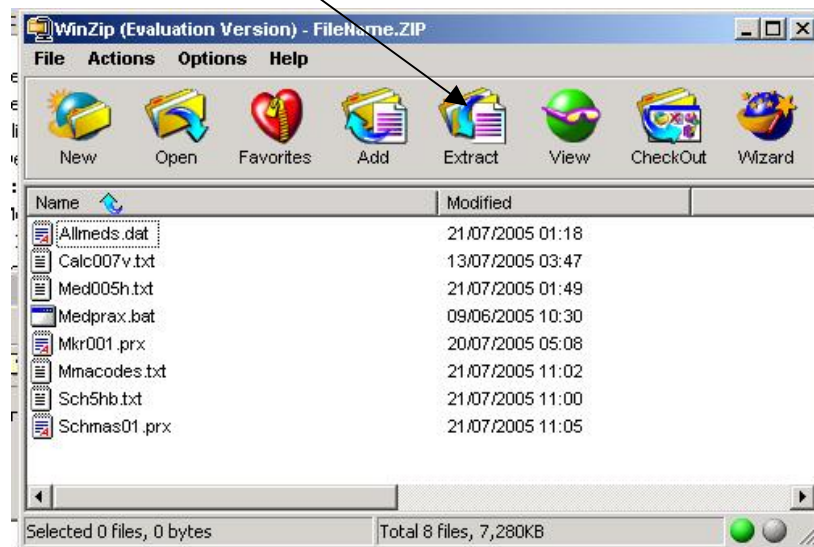 WinZip (Evaluation Version) - FileName.ZIP
File Actions Options Help
New Open Favorites Add Extract View CheckOut Wizard
Name Modified
Allmeds.dat 21/07/2005 01:18
Calc007v.txt 13/07/2005 03:47
Med005h.txt 21/07/2005 01:49
Medprax.bat 09/06/2005 10:30
Mkr001.prx 20/07/2005 05:08
Mmacodes.txt 21/07/2005 11:02
Sch5hb.txt 21/07/2005 11:00
Schmas01.prx 21/07/2005 11:05
Selected 0 files, 0 bytes Total 8 files, 7,280KB